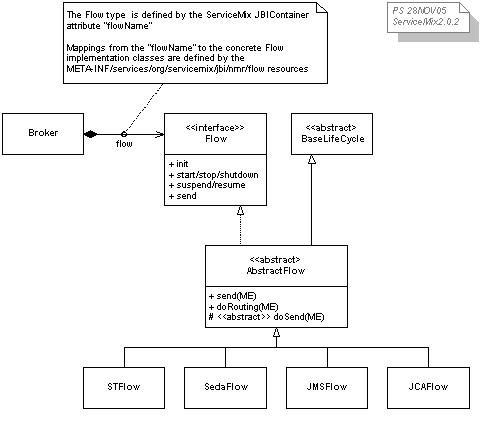 The Flow type is defined by the ServiceMix JBIContainer
attribute "flowName"
Mappings from the "flowName" to the concrete Flow
implementation classes are defined by the
META-INF/services/org/servicemix/jbi/nmr/flow resources
PS 28NOV05
ServiceMix2.0.2
Broker
flow
<<interface>>
Flow
+ init
+ start/stop/shutdown
+ suspend/resume
+ send
<<abstract>>
BaseLifeCycle
<<abstract>>
AbstractFlow
+ send(ME)
+ doRouting(ME)
# <<abstract>> doSend(ME)
STFlow
SedaFlow
JMSFlow
JCAFlow